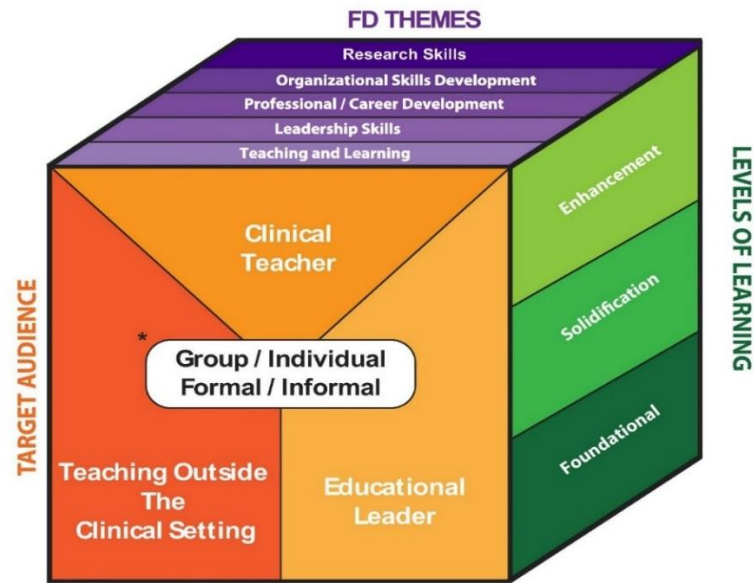 FD THEMES
Research Skills
Organizational Skills Development
Professional / Career Development
Leadership Skills
Teaching and Learning
Clinical
Teacher
*
Group / Individual
Formal / Informal
Teaching Outside
The
Clinical Setting
Educational
Leader
TARGET AUDIENCE
Enhancement
Solidification
Foundational
LEVELS OF LEARNING